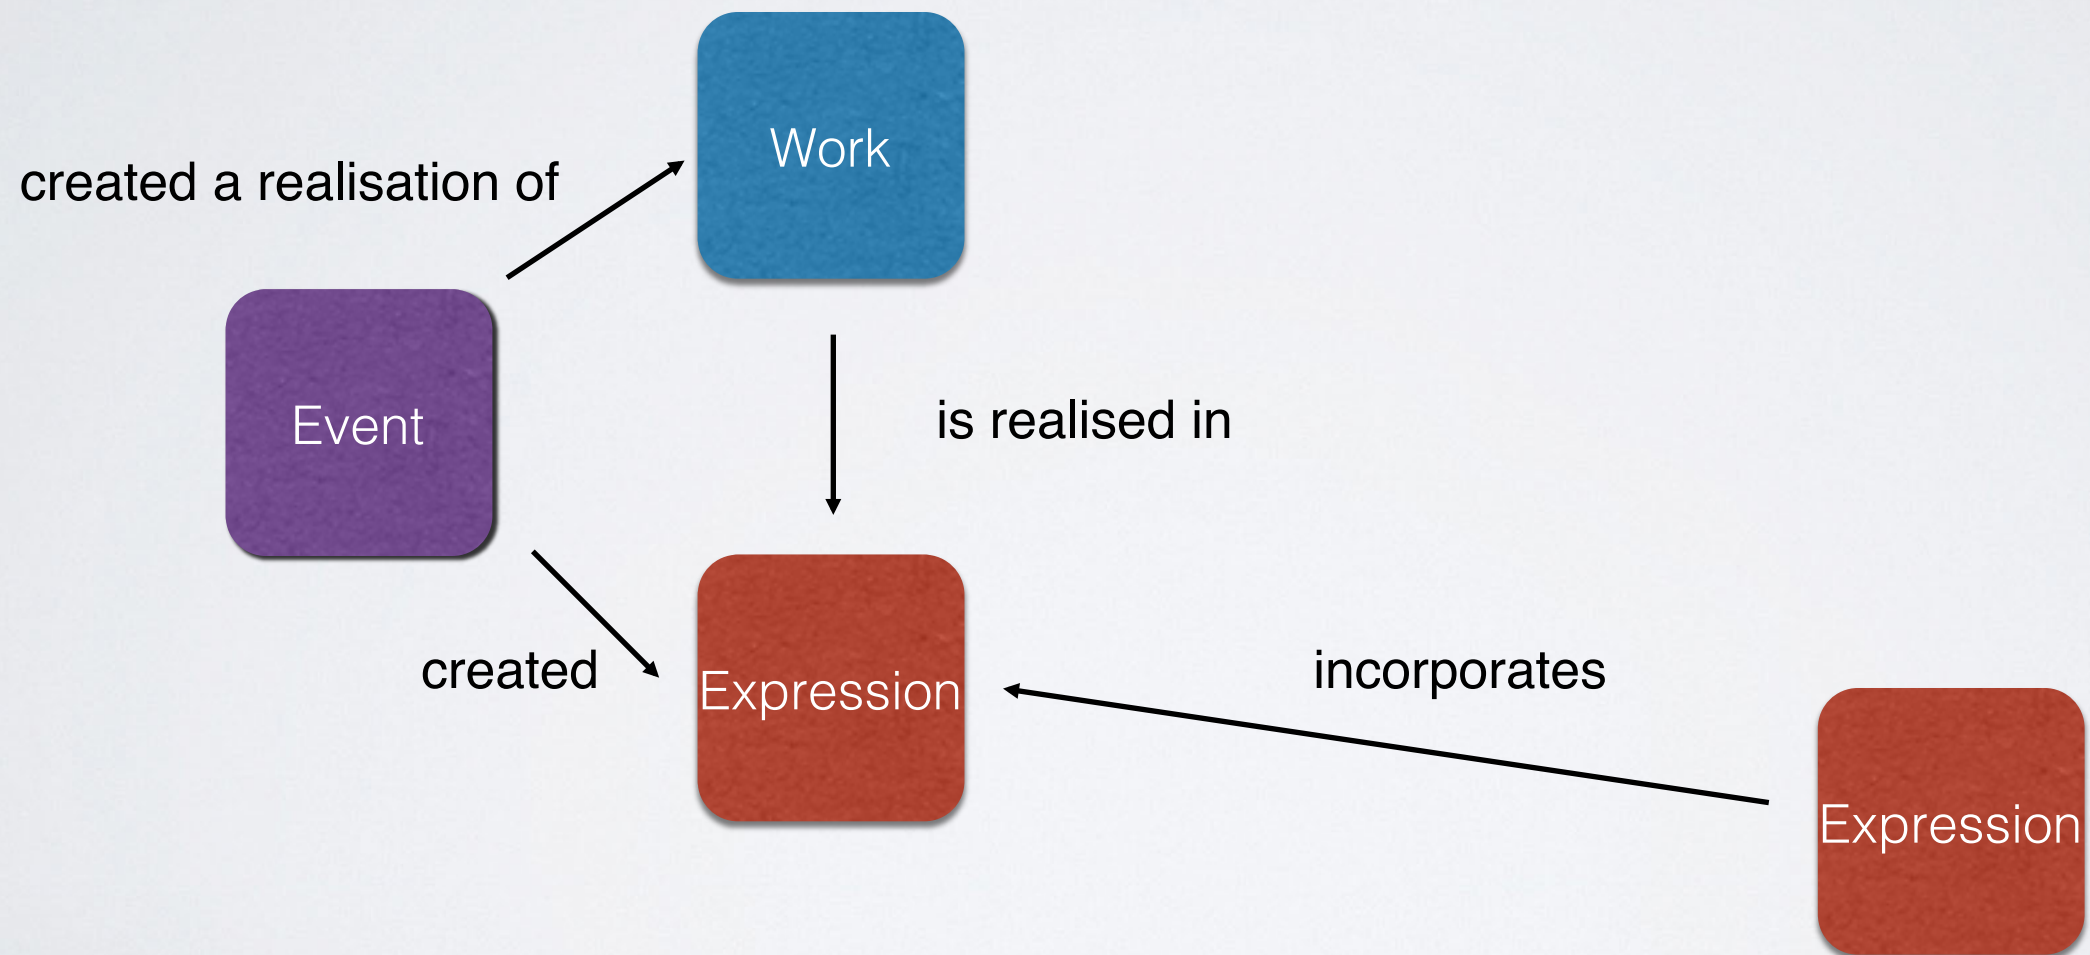 Work
created a realisation of
Event
is realised in
created
Expression
incorporates
Expression